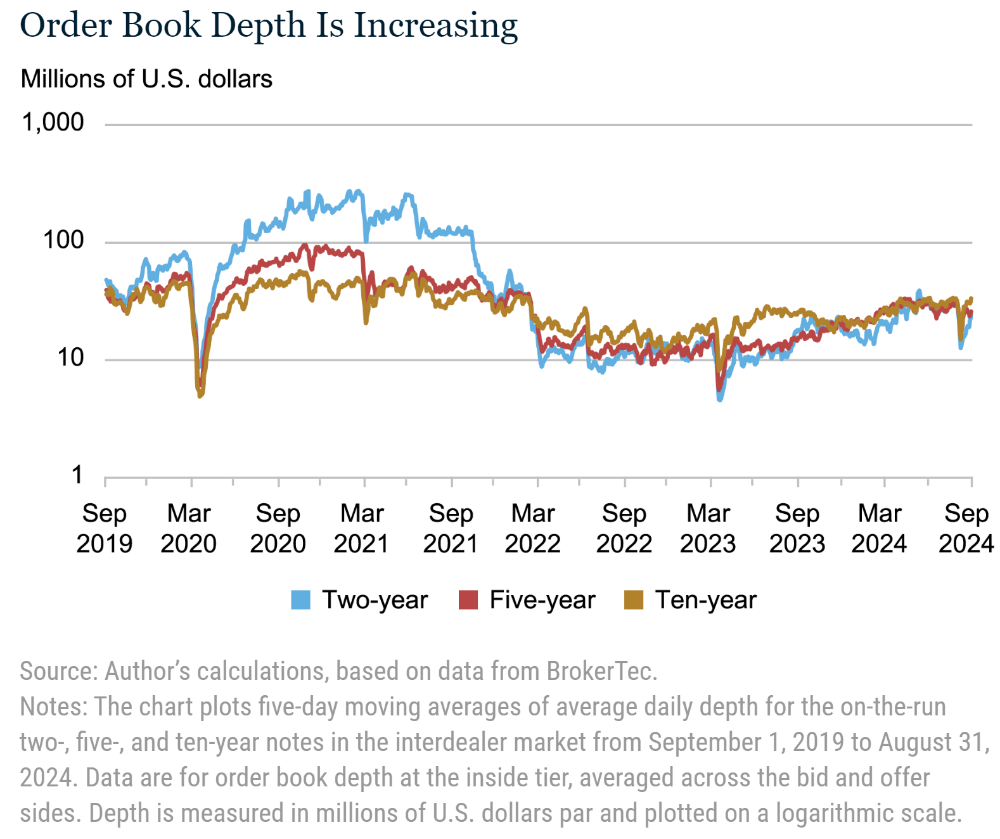 Order Book Depth Is Increasing
Millions of U.S. dollars
1,000
100
10
1
Sep Mar Sep Mar Sep Mar Sep Mar Sep Mar Sep
2019 2020 2020 2021 2021 2022 2022 2023 2023 2024 2024
Two-year Five-year Ten-year
Source: Author’s calculations, based on data from BrokerTec.
Notes: The chart plots five-day moving averages of average daily depth for the on-the-run
two-, five-, and ten-year notes in the interdealer market from September 1, 2019 to August 31,
2024. Data are for order book depth at the inside tier, averaged across the bid and offer
sides. Depth is measured in millions of U.S. dollars par and plotted on a logarithmic scale.